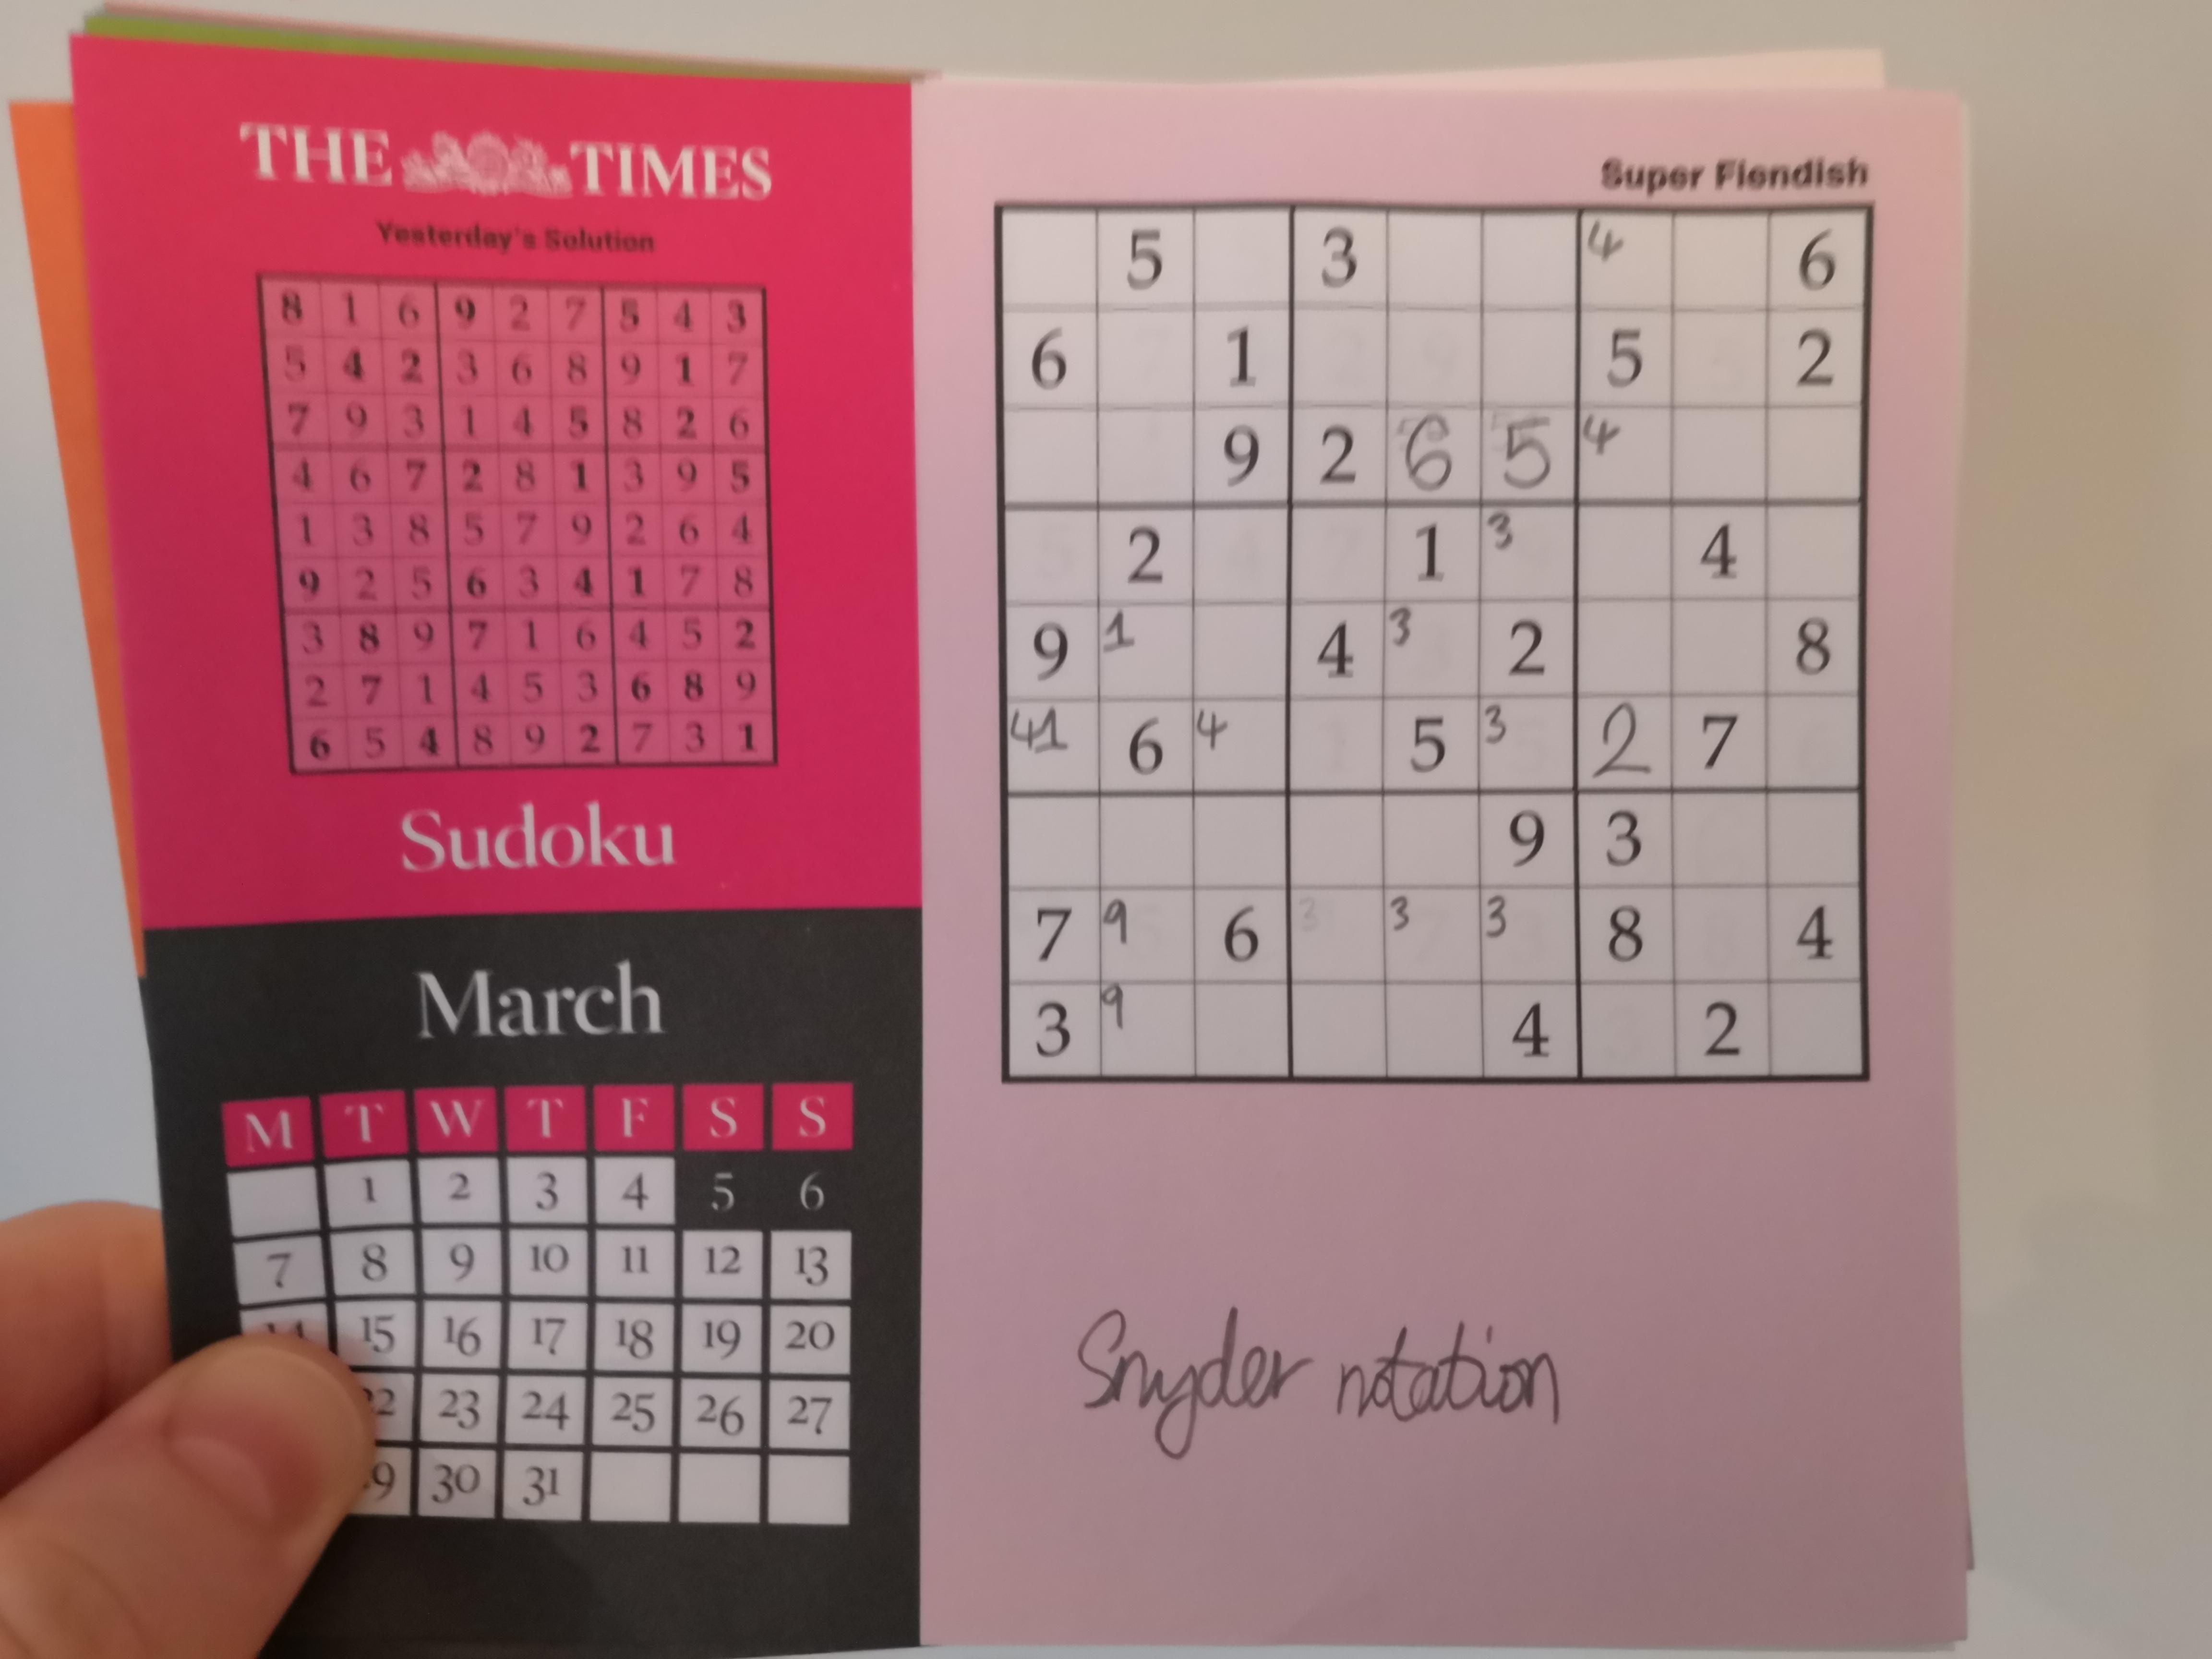 THE TIMES
Yesterday's Solution
8 1 6 9 2 7 5 4 3
5 4 2 3 6 8 9 1 7
7 9 3 1 4 5 8 2 6
4 6 7 2 8 1 3 9 5
1 3 8 5 7 9 2 6 4
9 2 5 6 3 4 1 7 8
3 8 9 7 1 6 4 5 2
2 7 1 4 5 3 6 8 9
6 5 4 8 9 2 7 3 1
Sudoku
March
M T W T F S S
1 2 3 4 5 6
7 8 9 10 11 12 13
15 16 17 18 19 20
23 24 25 26 27
30 31
Super Fiendish
5 3 4 6
6 1 5 2
9 2 6 5 4
2 1 3 4
9 1 4 3 2 8
41 6 4 5 3 2 7
9 3
7 9 6 3 3 8 4
3 9 4 2
Snyder notation